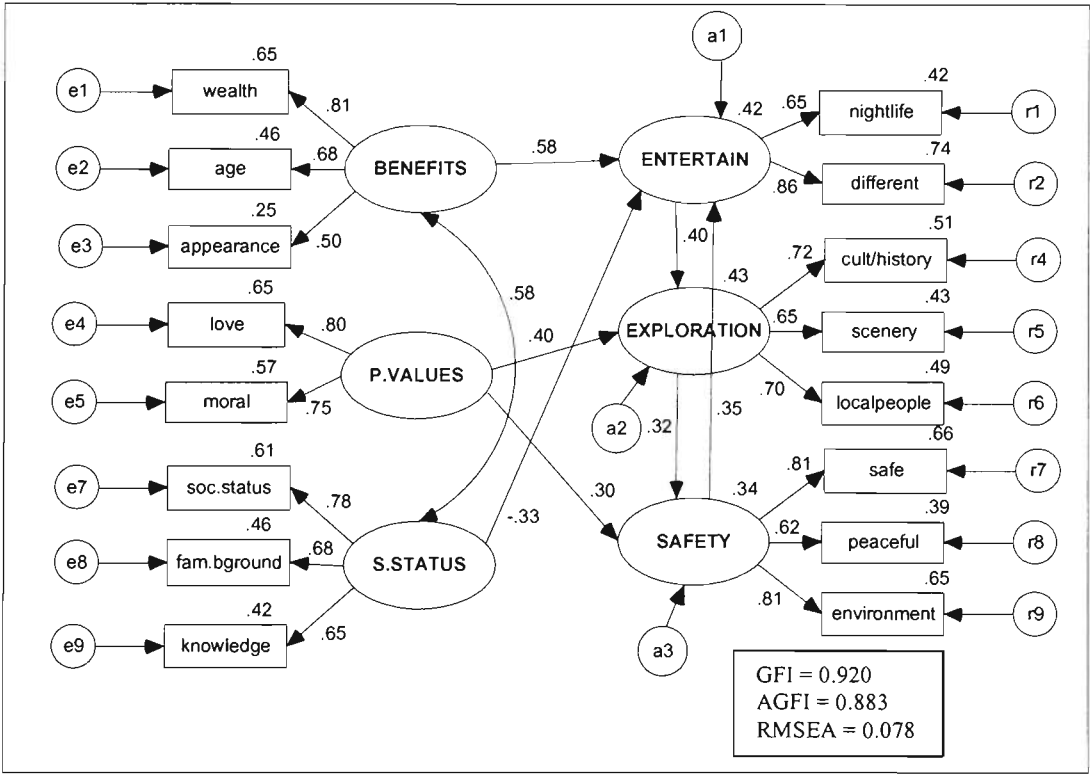 a1
.65
.42
e1
wealth
.81
.42
.65
nightlife
r1
.46
.58
ENTERTAIN
.74
e2
age
.68
BENEFITS
.86
different
r2
.25
.51
e3
appearance
.50
.40
.72
cult/history
r4
.65
.58
.43
.43
e4
love
.80
.40
EXPLORATION
.65
scenery
r5
.57
P.VALUES
.49
e5
moral
.75
.70
localpeople
r6
a2
.32
.35
.61
.66
e7
soc.status
.78
.30
.34
.81
safe
r7
.46
-.33
.39
e8
fam.bground
.68
S.STATUS
SAFETY
.62
peaceful
r8
.42
.65
e9
knowledge
.65
.81
environment
r9
a3
GFI = 0.920
AGFI = 0.883
RMSEA = 0.078